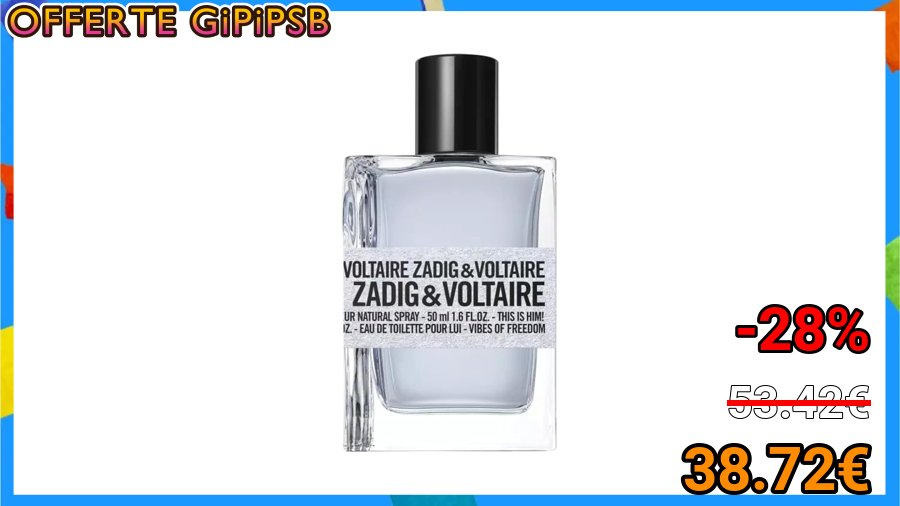 OFFERTE GiPiPSB
VOLTAIRE ZADIG&VOLTAIRE
ZADIG&VOLTAIRE
UR NATURAL SPRAY - 50 ml 1.6 FL.OZ. - THIS IS HIM!
OZ. - EAU DE TOILETTE POUR LUI - VIBES OF FREEDOM
-28%
53.42€
38.72€